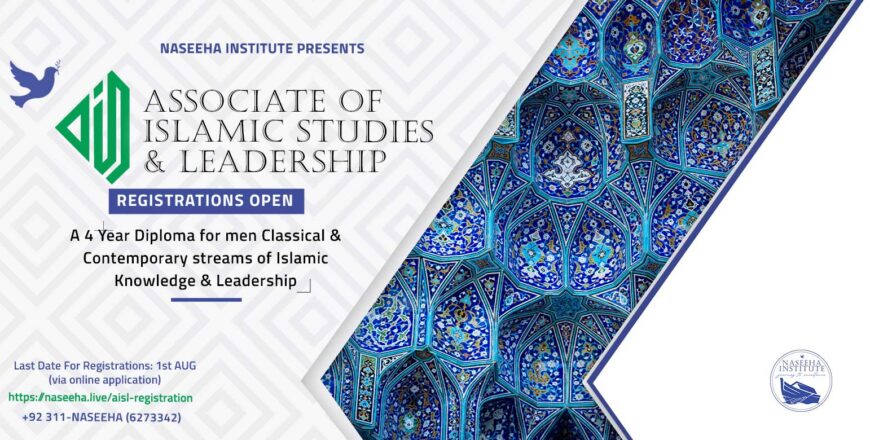 NASEEHA INSTITUTE PRESENTS
ASSOCIATE OF
ISLAMIC STUDIES
& LEADERSHIP
REGISTRATIONS OPEN
A 4 Year Diploma for men Classical &
Contemporary streams of Islamic
Knowledge & Leadership
Last Date For Registrations: 1st AUG
(via online application)
https://naseeha.live/aisl-registration
+92 311-NASEEHA (6273342)
NASEEHA
INSTITUTE